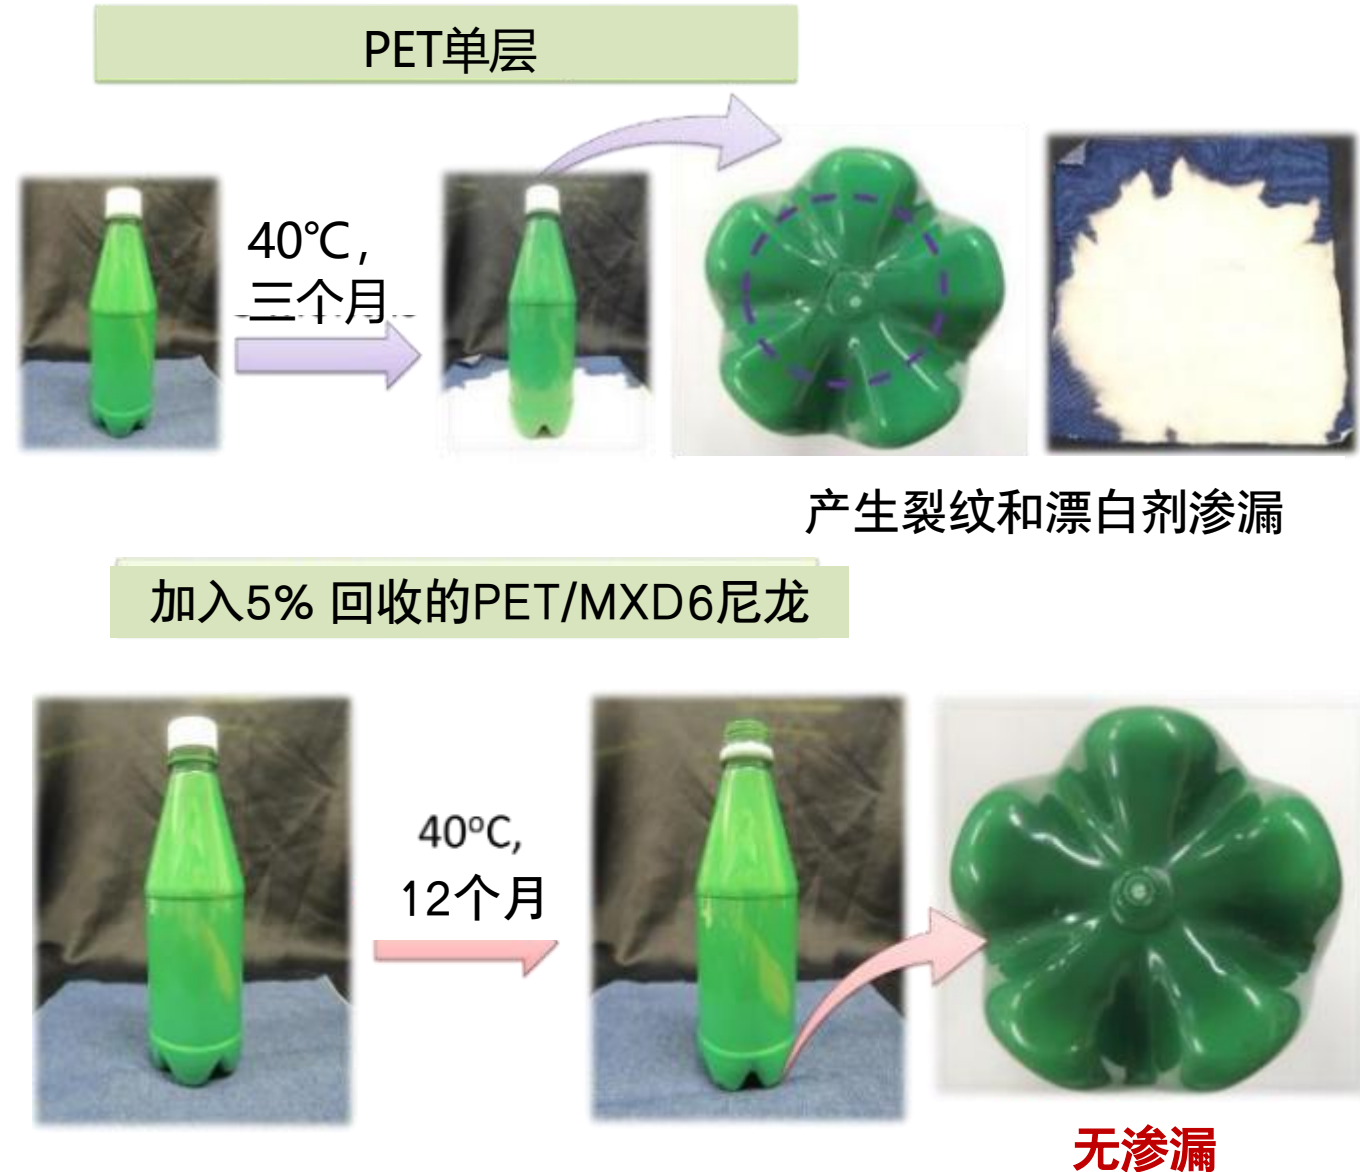 PET单层
40℃，
三个月
产生裂纹和漂白剂渗漏
加入5% 回收的PET/MXD6尼龙
40ºC,
12个月
无渗漏